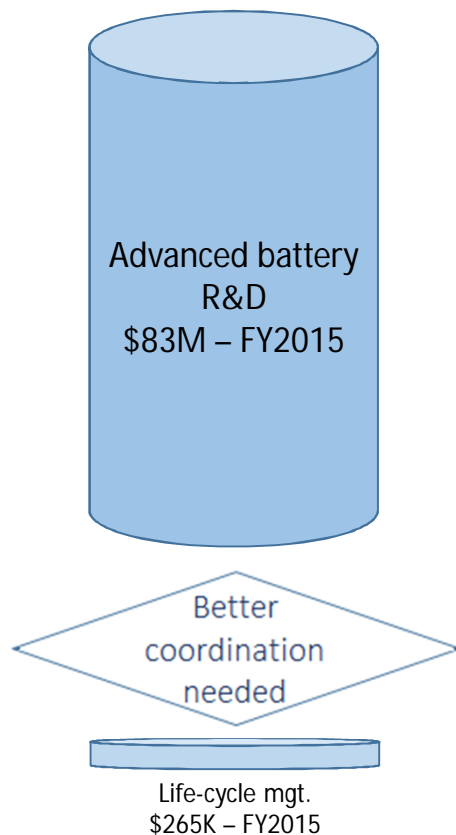 Advanced battery
R&D
$83M – FY2015
Better
coordination
needed
Life-cycle mgt.
$265K – FY2015